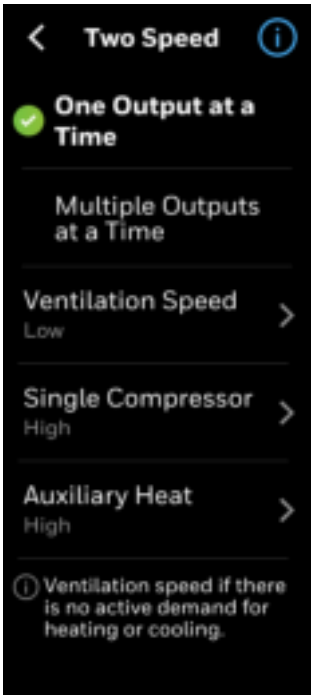 Two Speed
One Output at a
Time
Multiple Outputs
at a Time
Ventilation Speed
Low
Single Compressor
High
Auxiliary Heat
High
Ventilation speed if there
is no active demand for
heating or cooling.